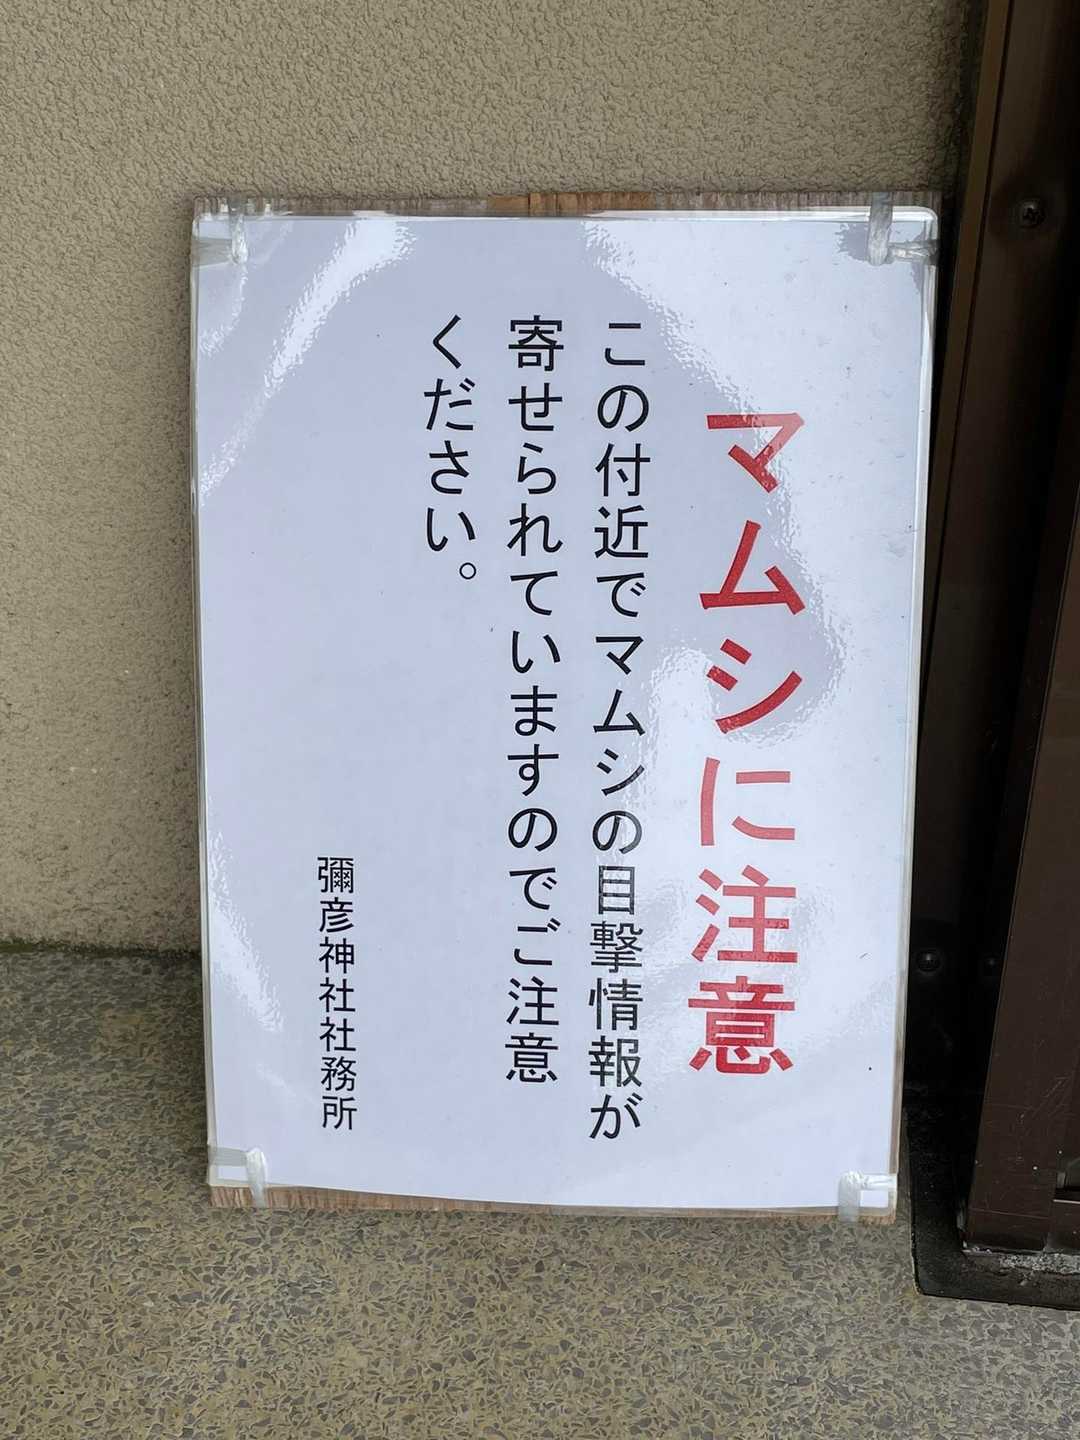 マムシに注意
この付近でマムシの目撃情報が
寄せられていますのでご注意
ください。
彌彦神社社務所